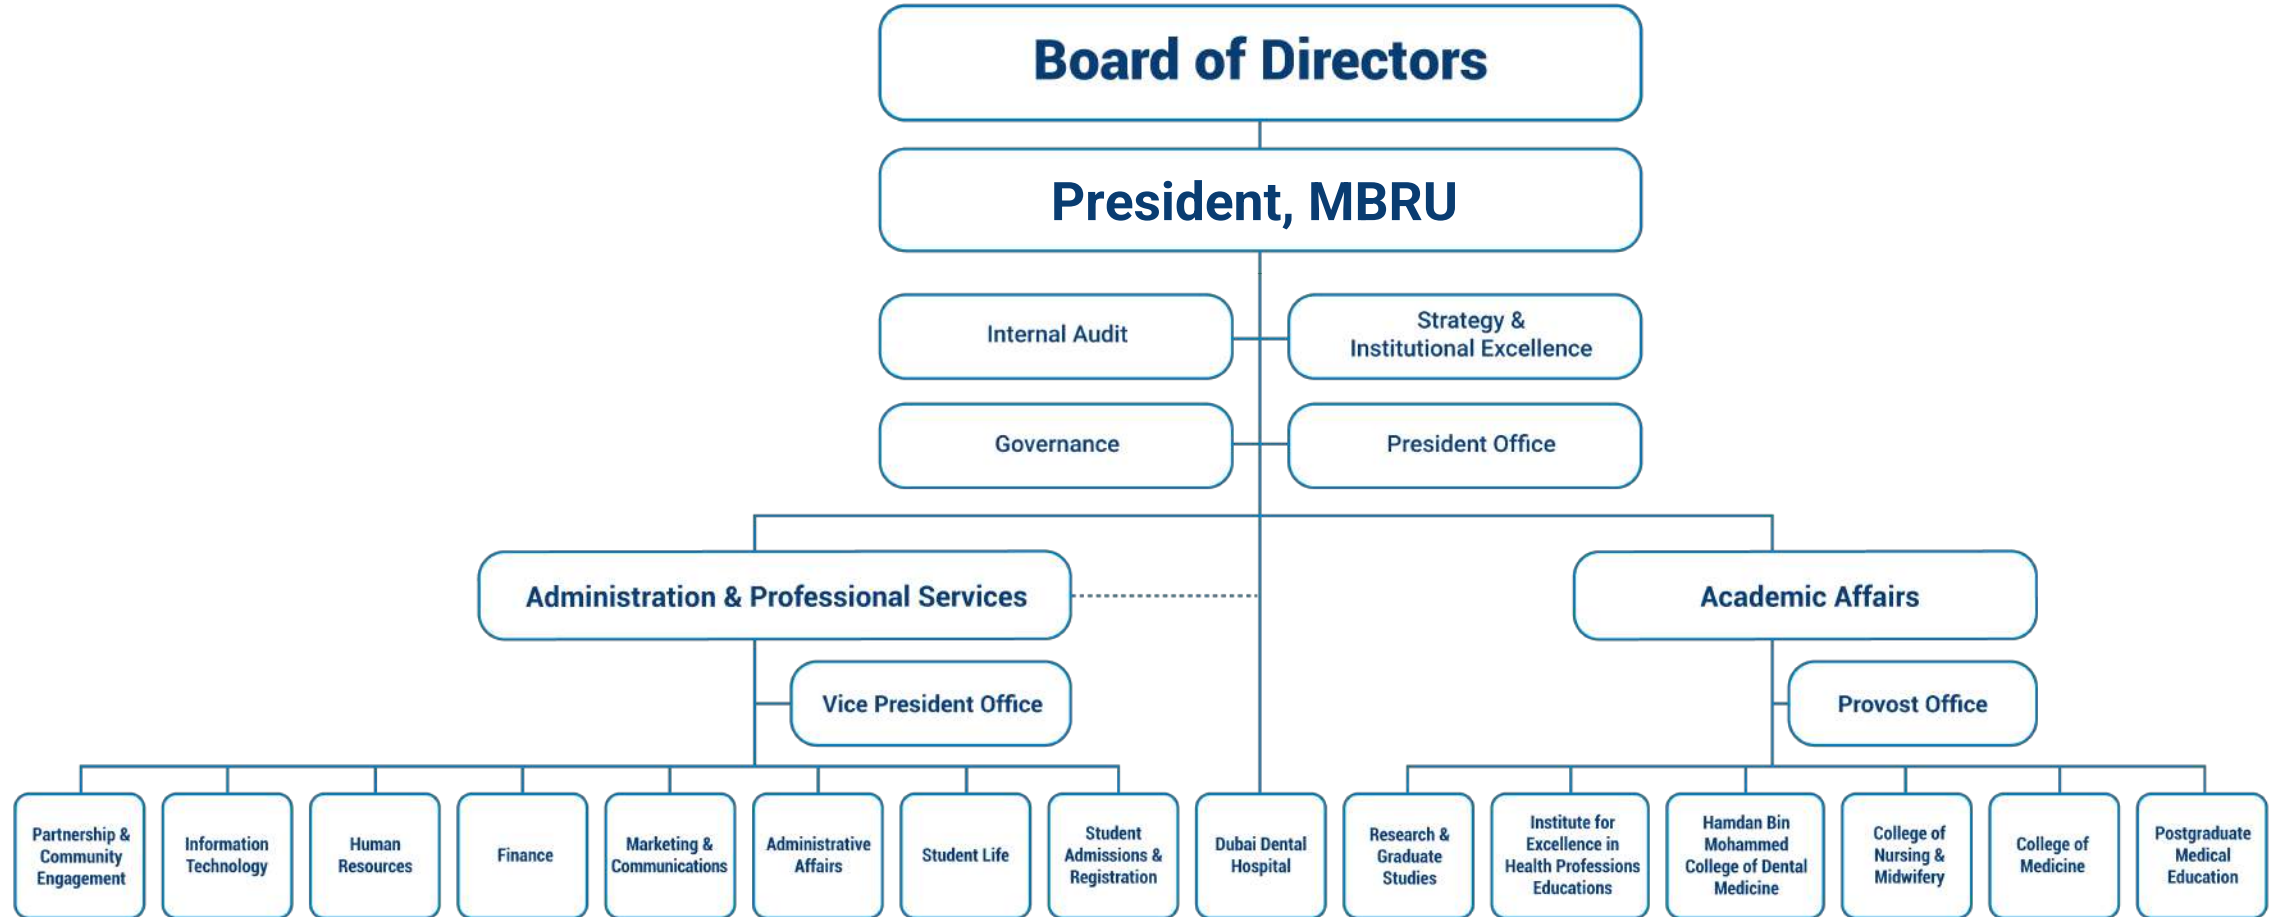 Board of Directors
President, MBRU
Internal Audit
Strategy &
Institutional Excellence
Governance
President Office
Administration & Professional Services
Academic Affairs
Vice President Office
Provost Office
Partnership &
Community
Engagement
Information
Technology
Human
Resources
Finance
Marketing &
Communications
Administrative
Affairs
Student Life
Student
Admissions &
Registration
Dubai Dental
Hospital
Research &
Graduate
Studies
Institute for
Excellence in
Health Professions
Educations
Hamdan Bin
Mohammed
College of Dental
Medicine
College of
Nursing &
Midwifery
College of
Medicine
Postgraduate
Medical
Education